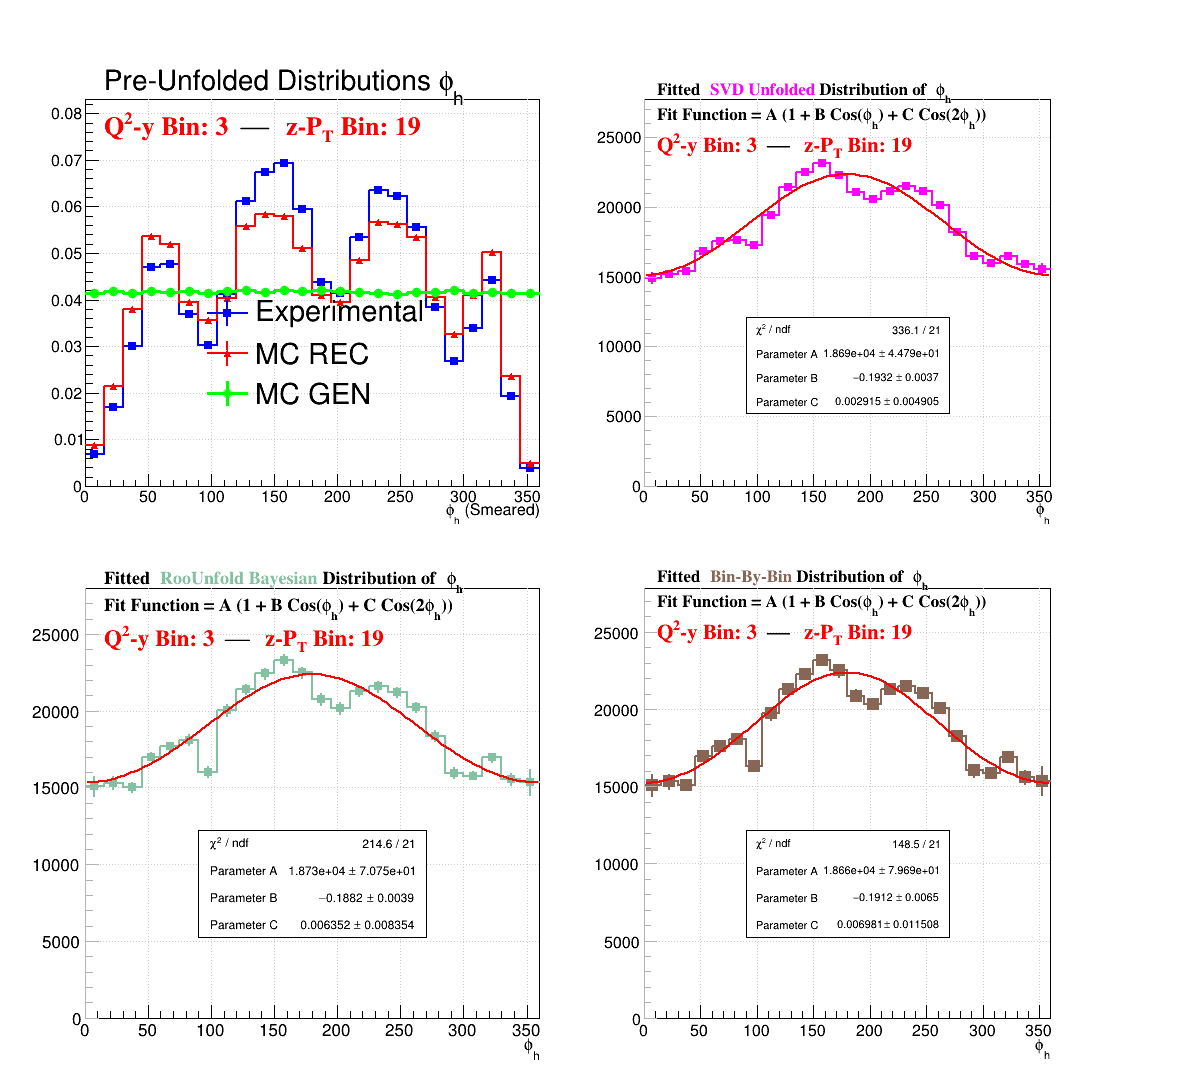 Pre-Unfolded Distributions ϕh
Q²-y Bin: 3 — z-PT Bin: 19
0.08
0.07
0.06
0.05
0.04
0.03
0.02
0.01
0
Experimental
MC REC
MC GEN
0 50 100 150 200 250 300 350
ϕh (Smeared)
Fitted SVD Unfolded Distribution of ϕh
Fit Function = A (1 + B Cos(ϕh) + C Cos(2ϕh))
Q²-y Bin: 3 — z-PT Bin: 19
25000
20000
15000
10000
5000
0
χ² / ndf 336.1 / 21
Parameter A 1.869e+04 ± 4.479e+01
Parameter B −0.1932 ± 0.0037
Parameter C 0.002915 ± 0.004905
0 50 100 150 200 250 300 350
ϕh
Fitted RooUnfold Bayesian Distribution of ϕh
Fit Function = A (1 + B Cos(ϕh) + C Cos(2ϕh))
Q²-y Bin: 3 — z-PT Bin: 19
25000
20000
15000
10000
5000
0
χ² / ndf 214.6 / 21
Parameter A 1.873e+04 ± 7.075e+01
Parameter B −0.1882 ± 0.0039
Parameter C 0.006352 ± 0.008354
0 50 100 150 200 250 300 350
ϕh
Fitted Bin-By-Bin Distribution of ϕh
Fit Function = A (1 + B Cos(ϕh) + C Cos(2ϕh))
Q²-y Bin: 3 — z-PT Bin: 19
25000
20000
15000
10000
5000
0
χ² / ndf 148.5 / 21
Parameter A 1.866e+04 ± 7.969e+01
Parameter B −0.1912 ± 0.0065
Parameter C 0.006981 ± 0.011508
0 50 100 150 200 250 300 350
ϕh